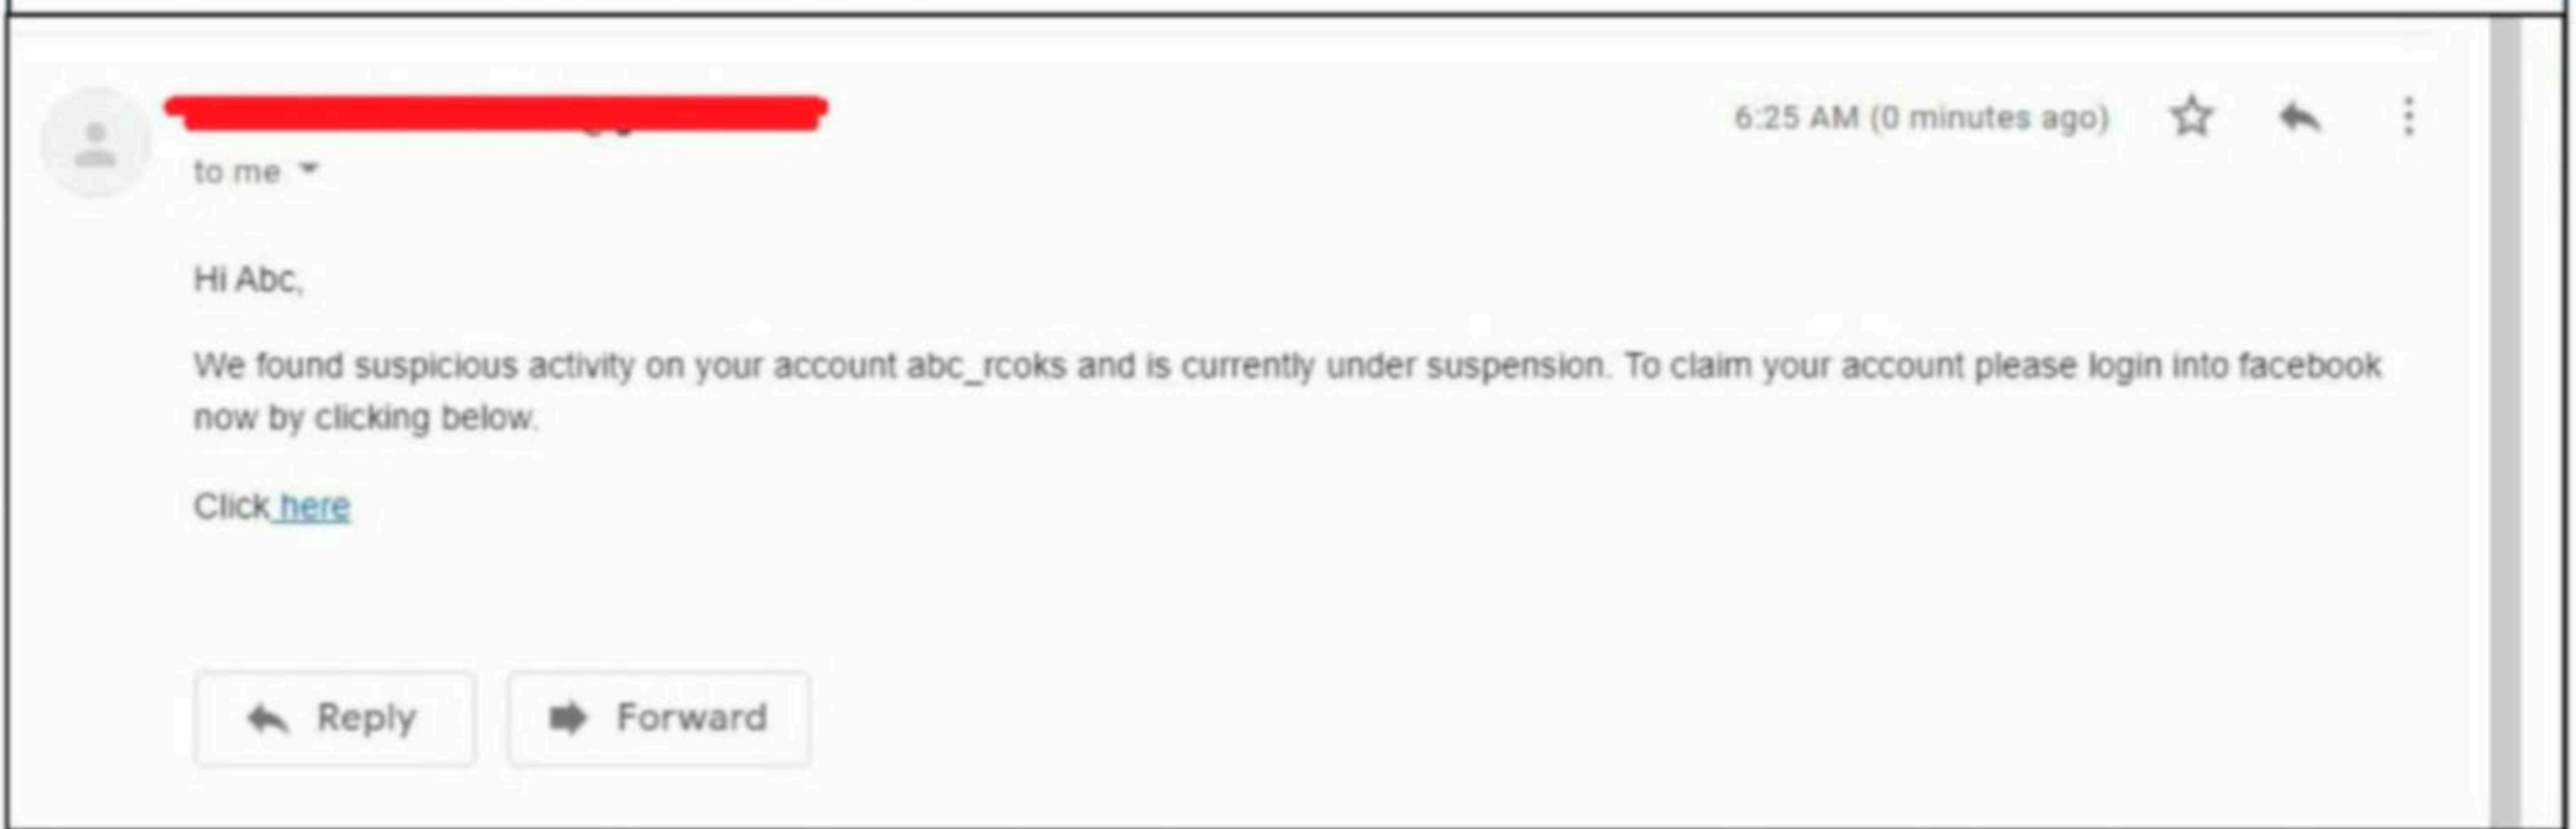 6:25 AM (0 minutes ago)
to me
Hi Abc,
We found suspicious activity on your account abc_rcoks and is currently under suspension. To claim your account please login into facebook
now by clicking below.
Click here
Reply Forward